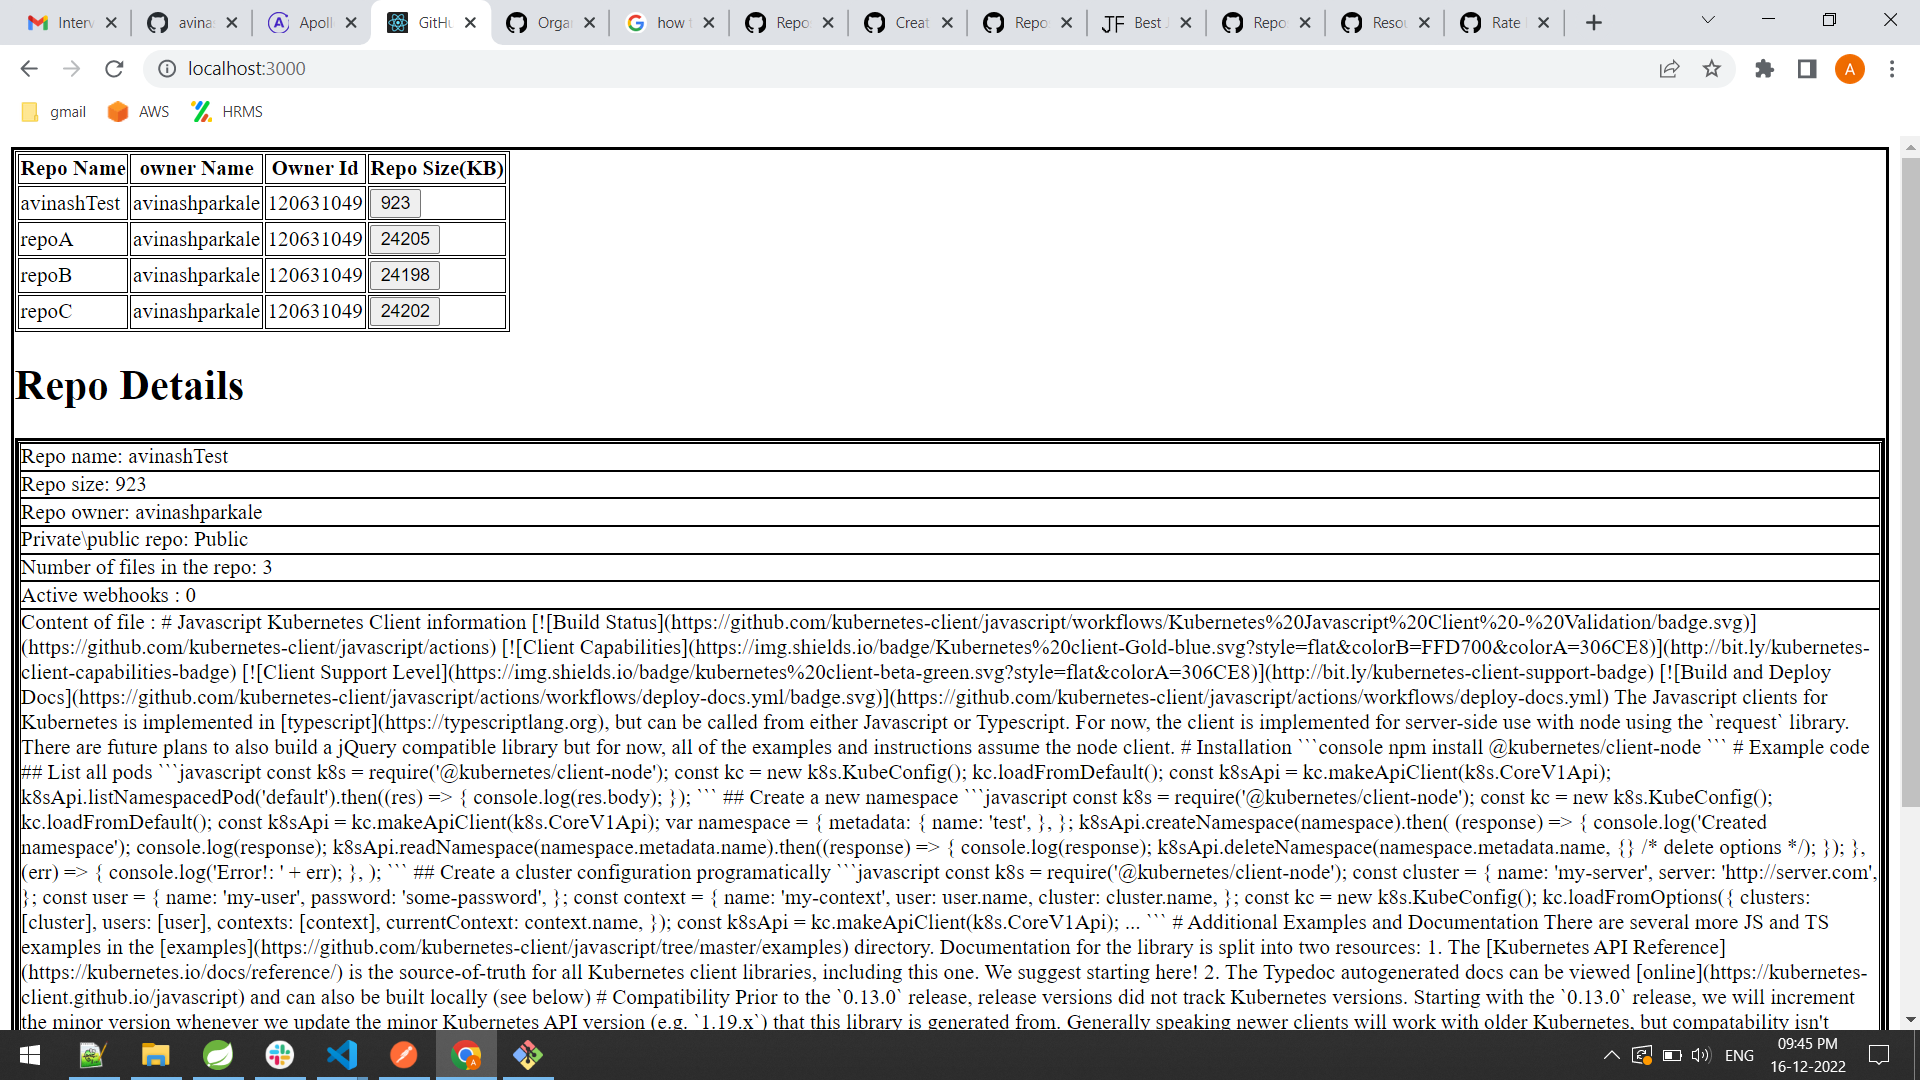 Interv avina Apoll GitHu Orga how t Repo Creat Repo Best J Repo Resou Rate
localhost:3000 A
gmail AWS HRMS
Repo Name owner Name Owner Id Repo Size(KB)
avinashTest avinashparkale 120631049 923
repoA avinashparkale 120631049 24205
repoB avinashparkale 120631049 24198
repoC avinashparkale 120631049 24202
Repo Details
Repo name: avinashTest
Repo size: 923
Repo owner: avinashparkale
Private\public repo: Public
Number of files in the repo: 3
Active webhooks : 0
Content of file : # Javascript Kubernetes Client information [![Build Status](https://github.com/kubernetes-client/javascript/workflows/Kubernetes%20Javascript%20Client%20-%20Validation/badge.svg)]
(https://github.com/kubernetes-client/javascript/actions) [![Client Capabilities](https://img.shields.io/badge/Kubernetes%20client-Gold-blue.svg?style=flat&colorB=FFD700&colorA=306CE8)](http://bit.ly/kubernetes-
client-capabilities-badge) [![Client Support Level](https://img.shields.io/badge/kubernetes%20client-beta-green.svg?style=flat&colorA=306CE8)](http://bit.ly/kubernetes-client-support-badge) [![Build and Deploy
Docs](https://github.com/kubernetes-client/javascript/actions/workflows/deploy-docs.yml/badge.svg)](https://github.com/kubernetes-client/javascript/actions/workflows/deploy-docs.yml) The Javascript clients for
Kubernetes is implemented in [typescript](https://typescriptlang.org), but can be called from either Javascript or Typescript. For now, the client is implemented for server-side use with node using the `request` library.
There are future plans to also build a jQuery compatible library but for now, all of the examples and instructions assume the node client. # Installation ```console npm install @kubernetes/client-node ``` # Example code
## List all pods ```javascript const k8s = require('@kubernetes/client-node'); const kc = new k8s.KubeConfig(); kc.loadFromDefault(); const k8sApi = kc.makeApiClient(k8s.CoreV1Api);
k8sApi.listNamespacedPod('default').then((res) => { console.log(res.body); }); ``` ## Create a new namespace ```javascript const k8s = require('@kubernetes/client-node'); const kc = new k8s.KubeConfig();
kc.loadFromDefault(); const k8sApi = kc.makeApiClient(k8s.CoreV1Api); var namespace = { metadata: { name: 'test', }, }; k8sApi.createNamespace(namespace).then( (response) => { console.log('Created
namespace'); console.log(response); k8sApi.readNamespace(namespace.metadata.name).then((response) => { console.log(response); k8sApi.deleteNamespace(namespace.metadata.name, {} /* delete options */); }); },
(err) => { console.log('Error!: ' + err); }, ); ``` ## Create a cluster configuration programatically ```javascript const k8s = require('@kubernetes/client-node'); const cluster = { name: 'my-server', server: 'http://server.com',
}; const user = { name: 'my-user', password: 'some-password', }; const context = { name: 'my-context', user: user.name, cluster: cluster.name, }; const kc = new k8s.KubeConfig(); kc.loadFromOptions({ clusters:
[cluster], users: [user], contexts: [context], currentContext: context.name, }); const k8sApi = kc.makeApiClient(k8s.CoreV1Api); ... ``` # Additional Examples and Documentation There are several more JS and TS
examples in the [examples](https://github.com/kubernetes-client/javascript/tree/master/examples) directory. Documentation for the library is split into two resources: 1. The [Kubernetes API Reference]
(https://kubernetes.io/docs/reference/) is the source-of-truth for all Kubernetes client libraries, including this one. We suggest starting here! 2. The Typedoc autogenerated docs can be viewed [online](https://kubernetes-
client.github.io/javascript) and can also be built locally (see below) # Compatibility Prior to the `0.13.0` release, release versions did not track Kubernetes versions. Starting with the `0.13.0` release, we will increment
the minor version whenever we update the minor Kubernetes API version (e.g. `1.19.x`) that this library is generated from. Generally speaking newer clients will work with older Kubernetes, but compatability isn't
ENG 09:45 PM
16-12-2022